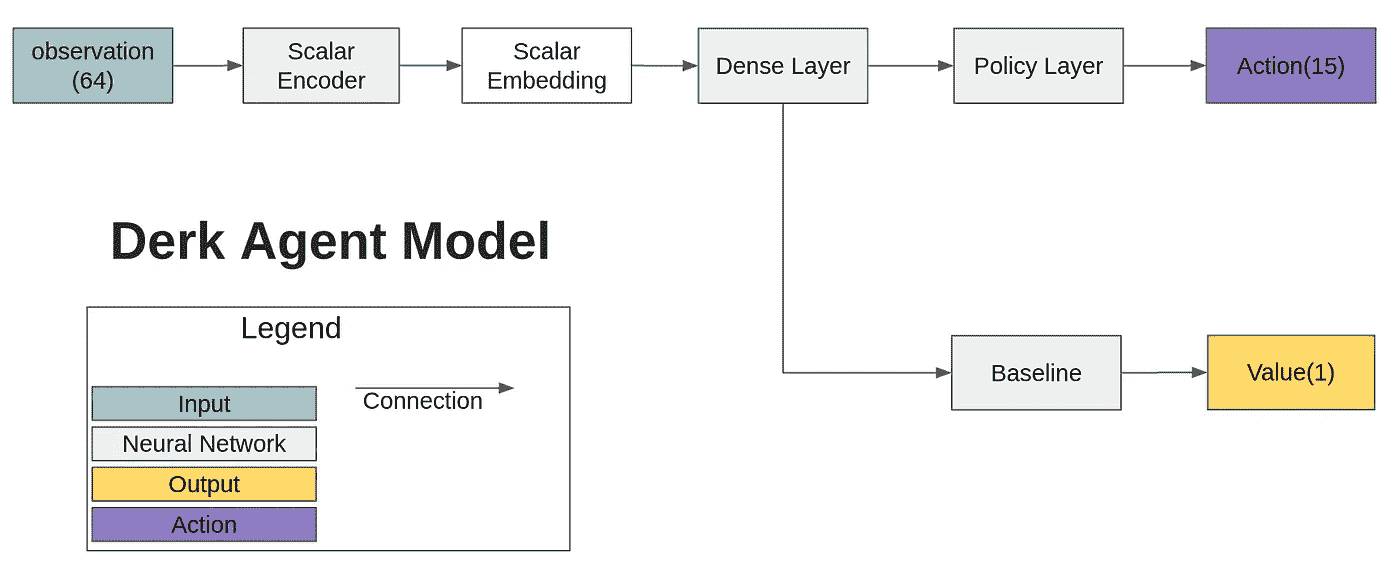 observation
(64)
Scalar
Encoder
Scalar
Embedding
Dense Layer
Policy Layer
Action(15)
Derk Agent Model
Legend
Input
Connection
Neural Network
Output
Action
Baseline
Value(1)